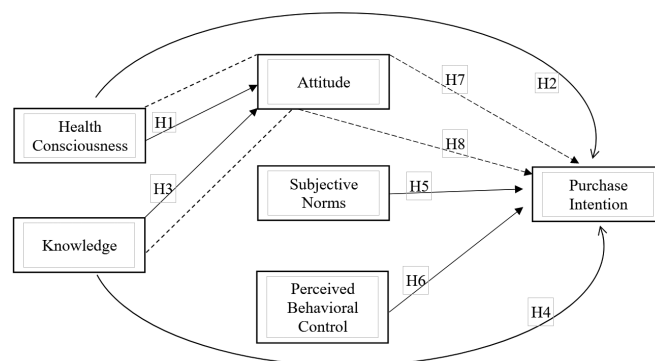 H7
H2
Attitude
H1
Health
Consciousness
H8
H3
Subjective
Norms
H5
Purchase
Intention
Knowledge
H6
Perceived
Behavioral
Control
H4